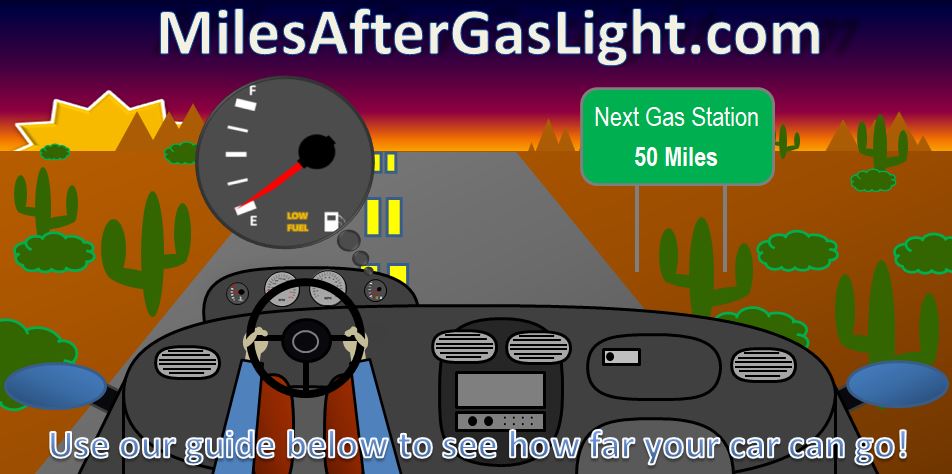 MilesAfterGasLight.com
F
Next Gas Station
50 Miles
E
LOW
FUEL
Use our guide below to see how far your car can go!